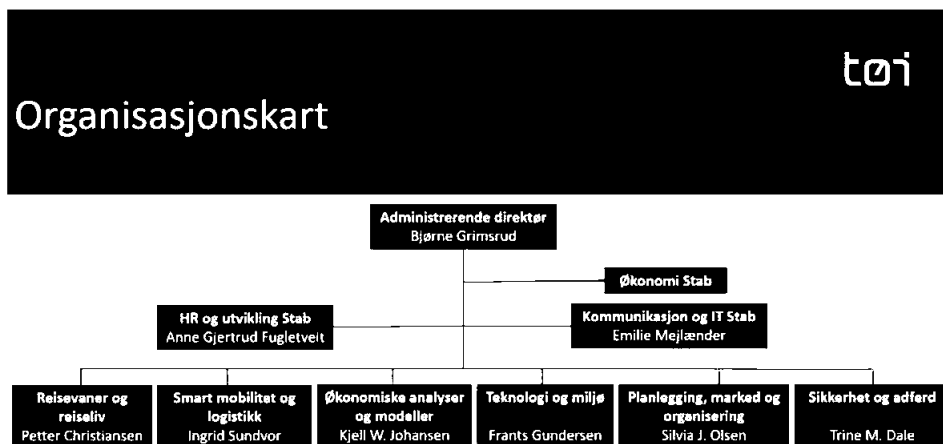 tøi
Organisasjonskart
Administrerende direktør
Bjørne Grimsrud
Økonomi Stab
HR og utvikling Stab
Anne Gjertrud Fugletveit
Kommunikasjon og IT Stab
Emilie Mejlænder
Reisevaner og
reiseliv
Petter Christiansen
Smart mobilitet og
logistikk
Ingrid Sundvor
Økonomiske analyser
og modeller
Kjell W. Johansen
Teknologi og miljø
Frants Gundersen
Planlegging, marked og
organisering
Silvia J. Olsen
Sikkerhet og adferd
Trine M. Dale